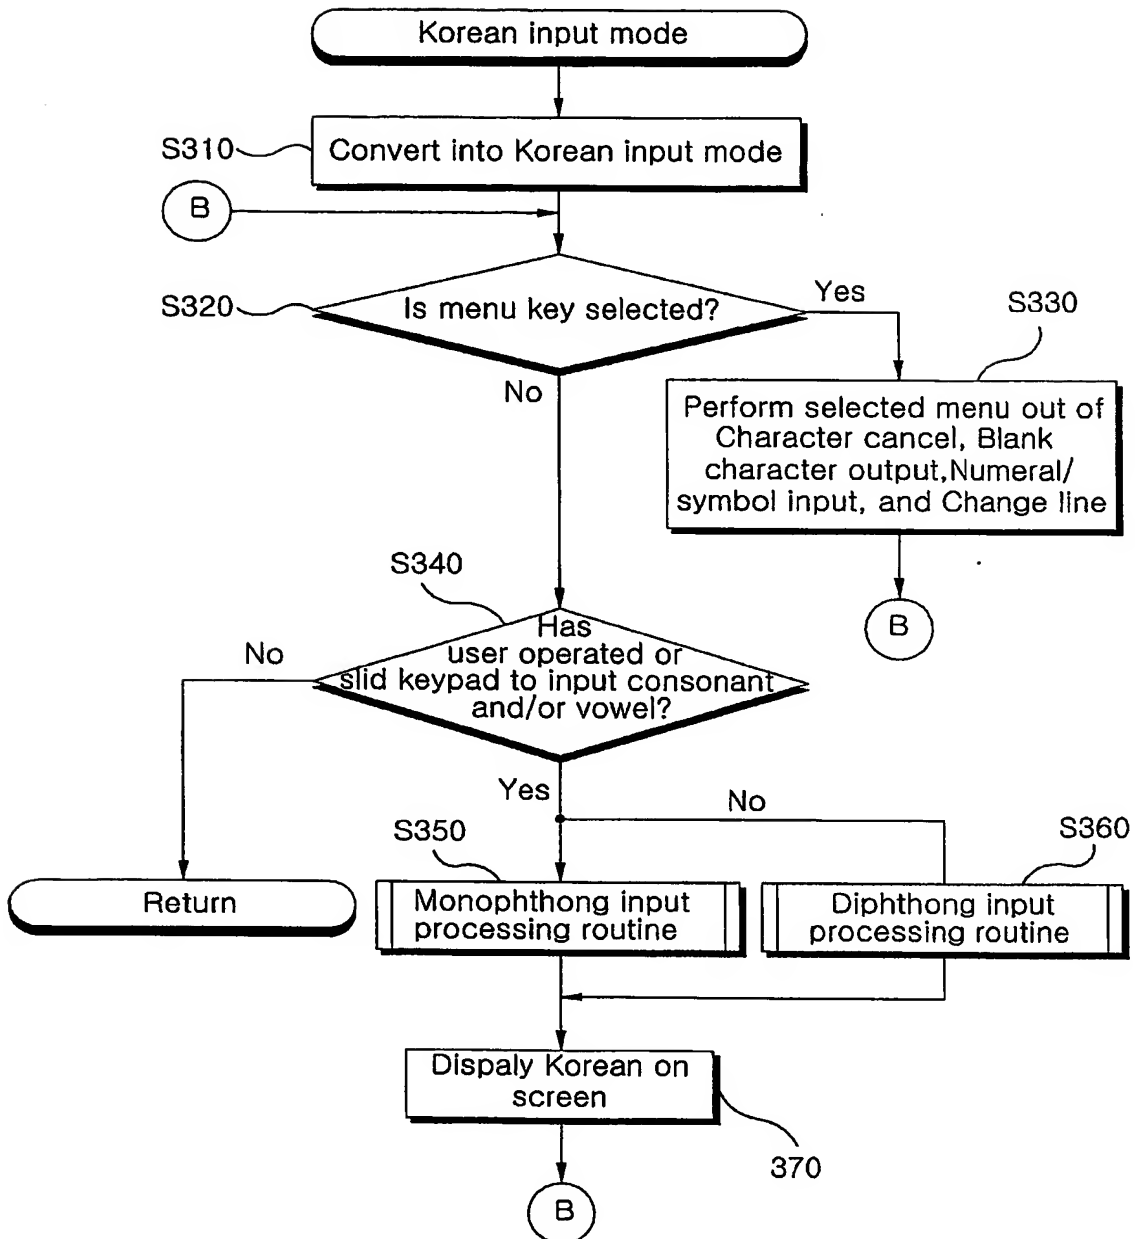 Korean input mode
S310
Convert into Korean input mode
B
S320
Is menu key selected?
Yes
S330
No
Perform selected menu out of
Character cancel, Blank
character output,Numeral/
symbol input, and Change line
B
S340
Has
user operated or
slid keypad to input consonant
and/or vowel?
No
Yes
No
S350
S360
Return
Monophthong input
processing routine
Diphthong input
processing routine
Dispaly Korean on
screen
370
B